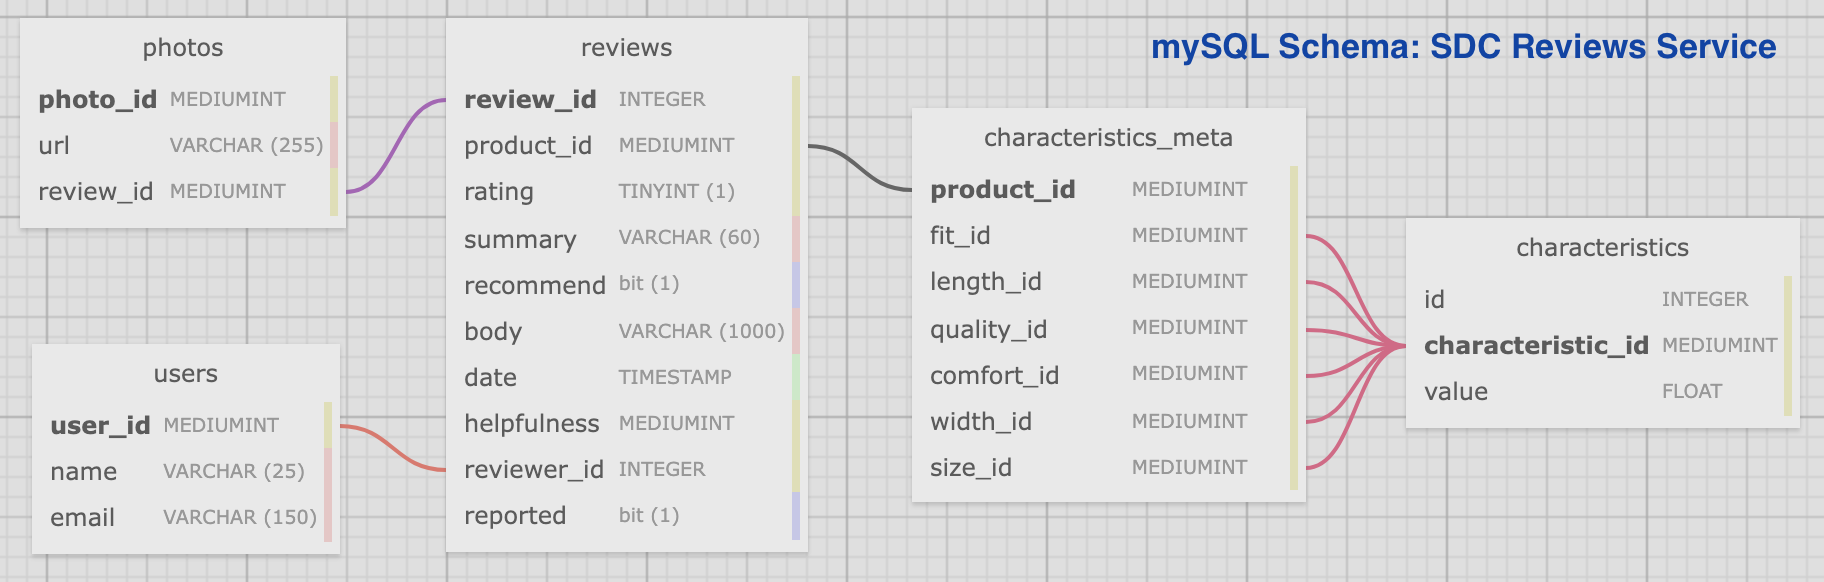 mySQL Schema: SDC Reviews Service
photos
photo_id MEDIUMINT
url VARCHAR (255)
review_id MEDIUMINT
users
user_id MEDIUMINT
name VARCHAR (25)
email VARCHAR (150)
reviews
review_id INTEGER
product_id MEDIUMINT
rating TINYINT (1)
summary VARCHAR (60)
recommend bit (1)
body VARCHAR (1000)
date TIMESTAMP
helpfulness MEDIUMINT
reviewer_id INTEGER
reported bit (1)
characteristics_meta
product_id MEDIUMINT
fit_id MEDIUMINT
length_id MEDIUMINT
quality_id MEDIUMINT
comfort_id MEDIUMINT
width_id MEDIUMINT
size_id MEDIUMINT
characteristics
id INTEGER
characteristic_id MEDIUMINT
value FLOAT